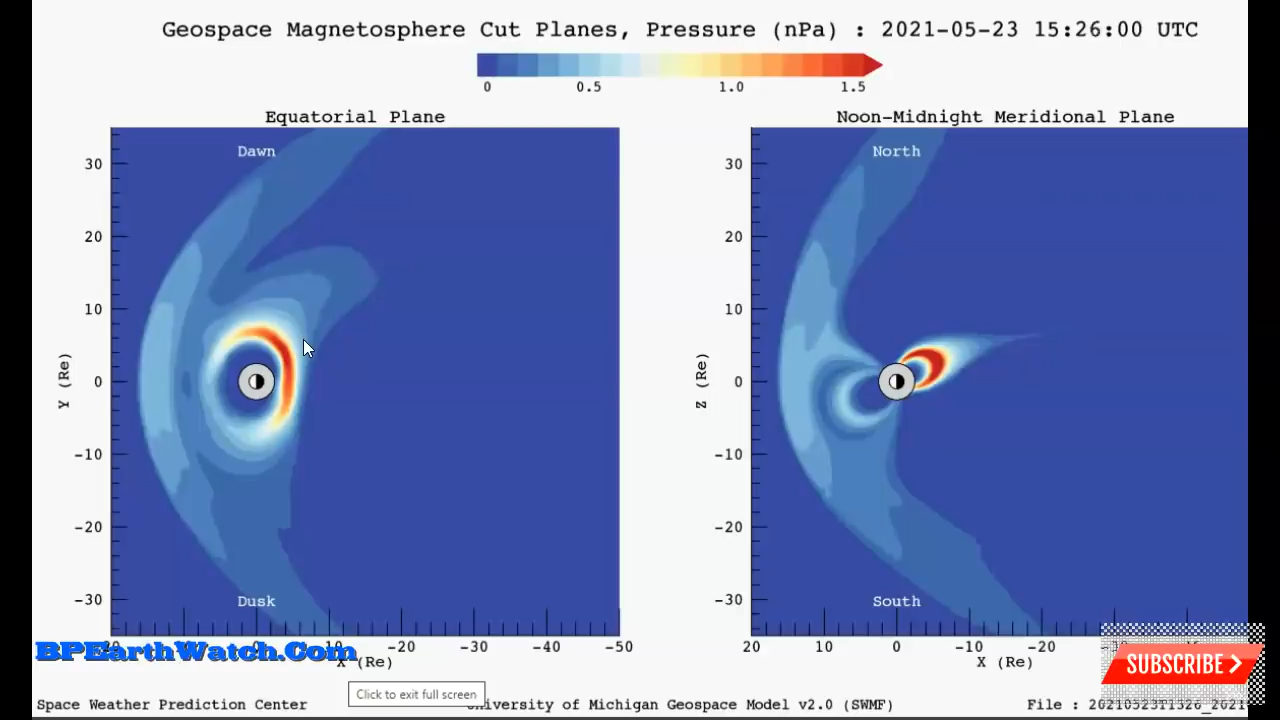 Geospace Magnetosphere Cut Planes, Pressure (nPa) : 2021-05-23 15:26:00 UTC
0 0.5 1.0 1.5
Equatorial Plane
Dawn
30
20
10
0
-10
-20
-30
Y (Re)
Dusk
0 -20 -30 -40 -50
X (Re)
Noon-Midnight Meridional Plane
North
30
20
10
0
-10
-20
-30
Z (Re)
South
20 10 0 -10 -20
X (Re)
BPEarthWatch.Com
SUBSCRIBE
Click to exit full screen
Space Weather Prediction Center
University of Michigan Geospace Model v2.0 (SWMF)
File :